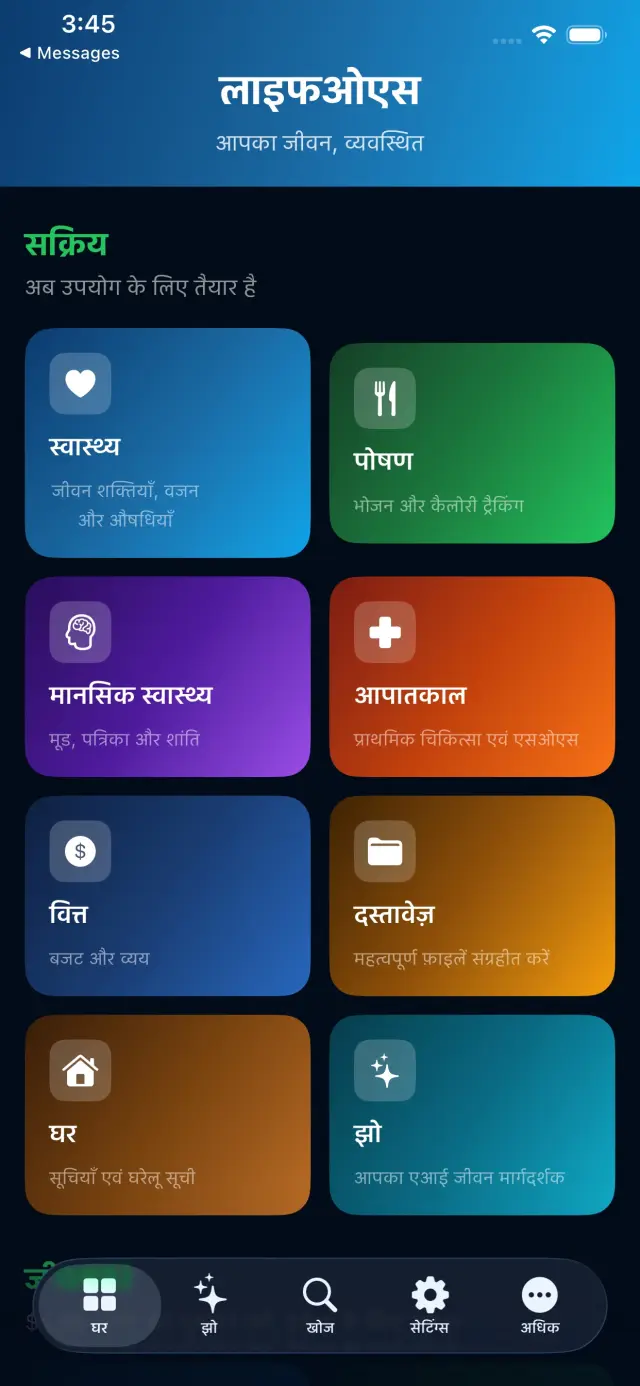 3:45
◀ Messages
लाइफओएस
आपका जीवन, व्यवस्थित
सक्रिय
अब उपयोग के लिए तैयार है
स्वास्थ्य
जीवन शक्तियाँ, वजन
और औषधियाँ
पोषण
भोजन और कैलोरी ट्रैकिंग
मानसिक स्वास्थ्य
मूड, पत्रिका और शांति
आपातकाल
प्राथमिक चिकित्सा एवं एसओएस
$
वित्त
बजट और व्यय
दस्तावेज़
महत्वपूर्ण फ़ाइलें संग्रहीत करें
घर
सूचियाँ एवं घरेलू सूची
झो
आपका एआई जीवन मार्गदर्शक
घर
झो
खोज
सेटिंग्स
अधिक